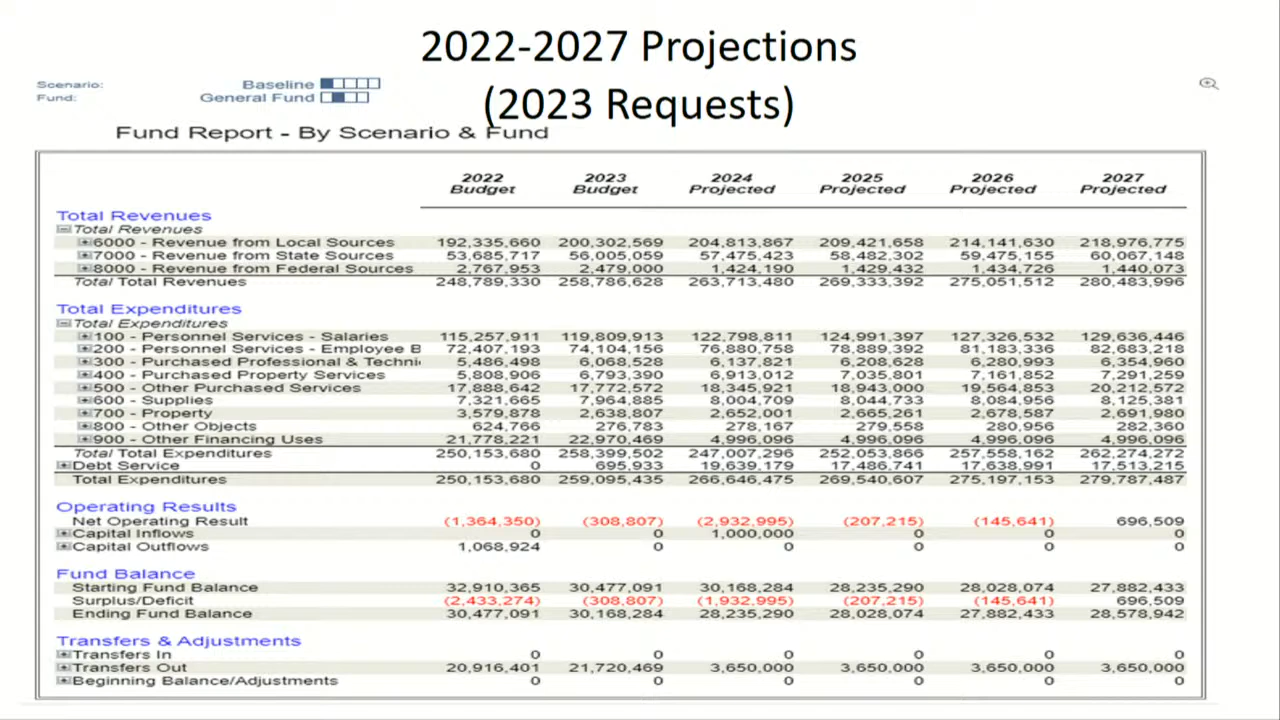 2022-2027 Projections
(2023 Requests)
Scenario: Baseline
Fund: General Fund
Fund Report - By Scenario & Fund
2022 2023 2024 2025 2026 2027
Budget Budget Projected Projected Projected Projected
Total Revenues
Total Revenues
6000 - Revenue from Local Sources 192,335,660 200,302,569 204,813,867 209,421,658 214,141,630 218,976,775
7000 - Revenue from State Sources 53,685,717 56,005,059 57,475,423 58,482,302 59,475,155 60,067,148
8000 - Revenue from Federal Sources 2,767,953 2,479,000 1,424,190 1,429,432 1,434,726 1,440,073
Total Total Revenues 248,789,330 258,786,628 263,713,480 269,333,392 275,051,512 280,483,996
Total Expenditures
Total Expenditures
100 - Personnel Services - Salaries 115,257,911 119,809,913 122,798,811 124,991,397 127,326,532 129,636,446
200 - Personnel Services - Employee B 72,407,193 74,104,156 76,880,758 78,889,392 81,183,336 82,683,218
300 - Purchased Professional & Techni 5,486,498 6,068,528 6,137,821 6,208,628 6,280,993 6,354,960
400 - Purchased Property Services 5,808,906 6,793,390 6,913,012 7,035,801 7,161,852 7,291,259
500 - Other Purchased Services 17,888,642 17,772,572 18,345,921 18,943,000 19,564,853 20,212,572
600 - Supplies 7,321,665 7,964,885 8,004,709 8,044,733 8,084,956 8,125,381
700 - Property 3,579,878 2,638,807 2,652,001 2,665,261 2,678,587 2,691,980
800 - Other Objects 624,766 276,783 278,167 279,558 280,956 282,360
900 - Other Financing Uses 21,778,221 22,970,469 4,996,096 4,996,096 4,996,096 4,996,096
Total Total Expenditures 250,153,680 258,399,502 247,007,296 252,053,866 257,558,162 262,274,272
Debt Service 0 695,933 19,639,179 17,486,741 17,638,991 17,513,215
Total Expenditures 250,153,680 259,095,435 266,646,475 269,540,607 275,197,153 279,787,487
Operating Results
Net Operating Result (1,364,350) (308,807) (2,932,995) (207,215) (145,641) 696,509
Capital Inflows 0 0 1,000,000 0 0 0
Capital Outflows 1,068,924 0 0 0 0 0
Fund Balance
Starting Fund Balance 32,910,365 30,477,091 30,168,284 28,235,290 28,028,074 27,882,433
Surplus/Deficit (2,433,274) (308,807) (1,932,995) (207,215) (145,641) 696,509
Ending Fund Balance 30,477,091 30,168,284 28,235,290 28,028,074 27,882,433 28,578,942
Transfers & Adjustments
Transfers In 0 0 0 0 0 0
Transfers Out 20,916,401 21,720,469 3,650,000 3,650,000 3,650,000 3,650,000
Beginning Balance/Adjustments 0 0 0 0 0 0